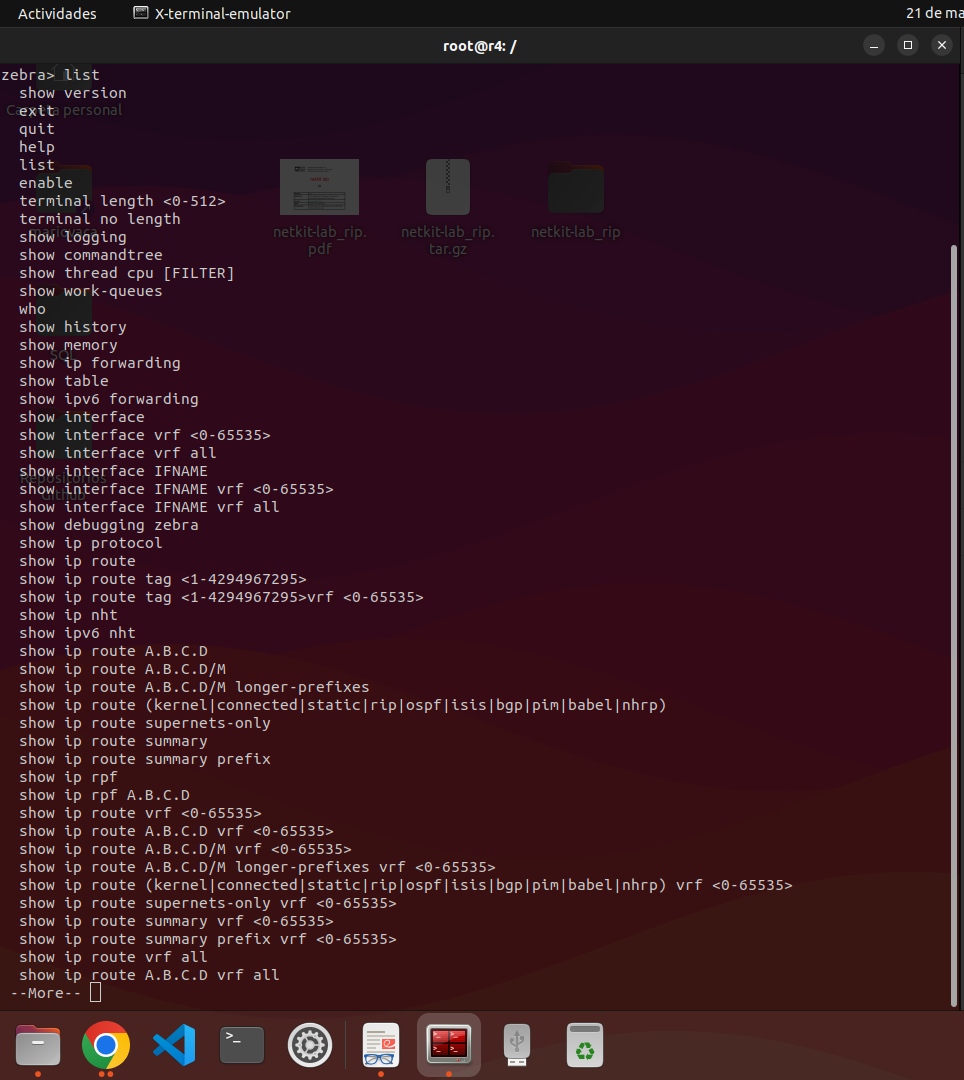 Actividades
X-terminal-emulator
21 de ma
root@r4: /
zebra> list
show version
exit
quit
help
list
enable
terminal length <0-512>
terminal no length
show logging
show commandtree
show thread cpu [FILTER]
show work-queues
who
show history
show memory
show ip forwarding
show table
show ipv6 forwarding
show interface
show interface vrf <0-65535>
show interface vrf all
show interface IFNAME
show interface IFNAME vrf <0-65535>
show interface IFNAME vrf all
show debugging zebra
show ip protocol
show ip route
show ip route tag <1-4294967295>
show ip route tag <1-4294967295>vrf <0-65535>
show ip nht
show ipv6 nht
show ip route A.B.C.D
show ip route A.B.C.D/M
show ip route A.B.C.D/M longer-prefixes
show ip route (kernel|connected|static|rip|ospf|isis|bgp|pim|babel|nhrp)
show ip route supernets-only
show ip route summary
show ip route summary prefix
show ip rpf
show ip rpf A.B.C.D
show ip route vrf <0-65535>
show ip route A.B.C.D vrf <0-65535>
show ip route A.B.C.D/M vrf <0-65535>
show ip route A.B.C.D/M longer-prefixes vrf <0-65535>
show ip route (kernel|connected|static|rip|ospf|isis|bgp|pim|babel|nhrp) vrf <0-65535>
show ip route supernets-only vrf <0-65535>
show ip route summary vrf <0-65535>
show ip route summary prefix vrf <0-65535>
show ip route vrf all
show ip route A.B.C.D vrf all
--More--
Carpeta personal
netkit-lab_rip.
pdf
netkit-lab_rip.
tar.gz
netkit-lab_rip
SQL
Repositorios
Github